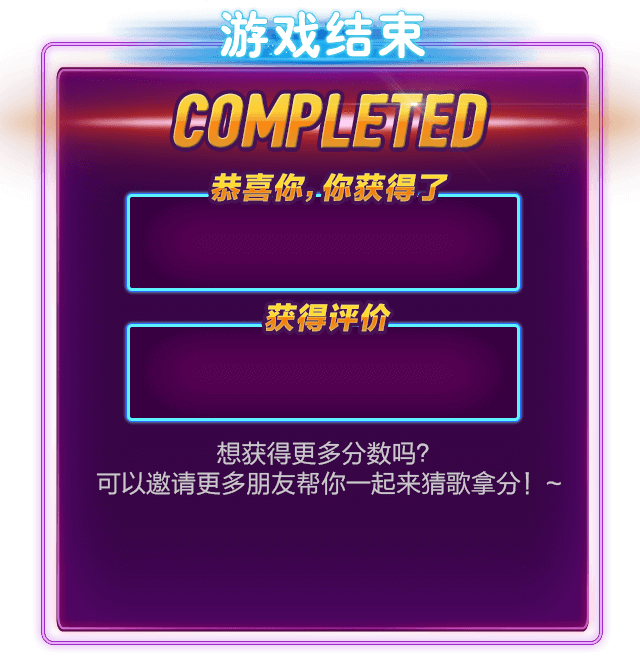 游戏结束
COMPLETED
恭喜你,你获得了
获得评价
想获得更多分数吗?
可以邀请更多朋友帮你一起来猜歌拿分！~